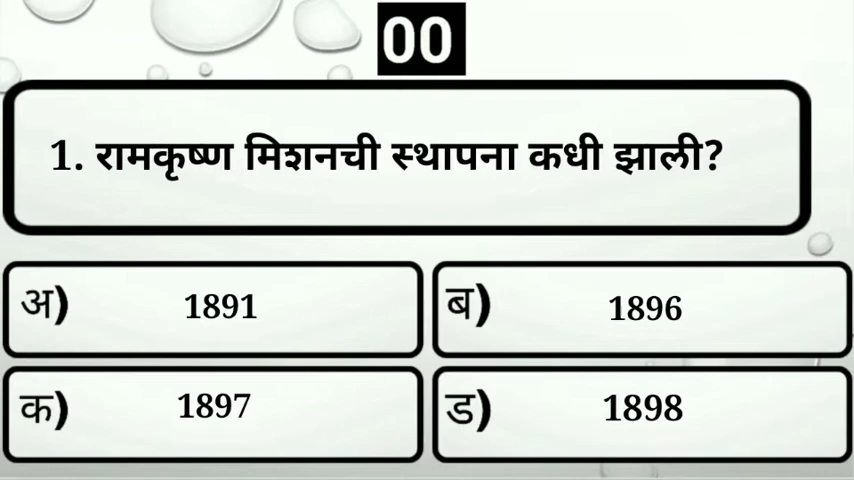 00
1. रामकृष्ण मिशनची स्थापना कधी झाली?
अ) 1891
ब) 1896
क) 1897
ड) 1898